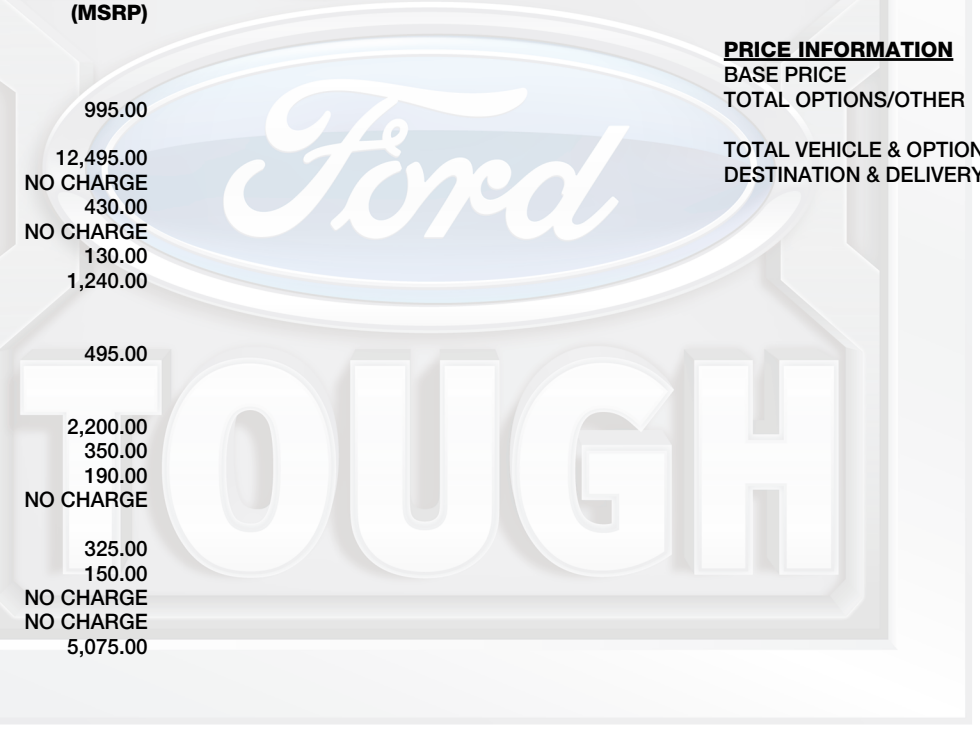 (MSRP)
995.00
12,495.00
NO CHARGE
430.00
NO CHARGE
130.00
1,240.00
495.00
2,200.00
350.00
190.00
NO CHARGE
325.00
150.00
NO CHARGE
NO CHARGE
5,075.00
PRICE INFORMATION
BASE PRICE
TOTAL OPTIONS/OTHER
TOTAL VEHICLE & OPTION
DESTINATION & DELIVERY
Ford
TOUGH